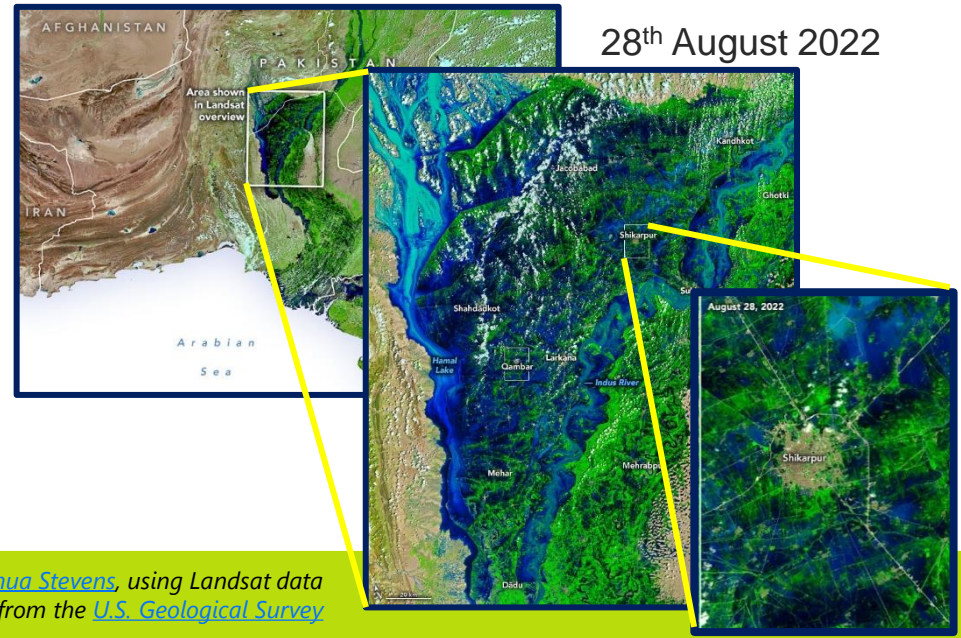 28th August 2022
AFGHANISTAN
PAKISTAN
Area shown
in Landsat
overview
IRAN
Arabian
Sea
Kandhkot
Jacobabad
Ghotki
Shikarpur
Shahdadkot
Hamal
Lake
Qambar
Larkana
Indus River
Mehar
Dadu
N
20 km
August 28, 2022
Shikarpur
Stevens, using Landsat data
from the U.S. Geological Survey